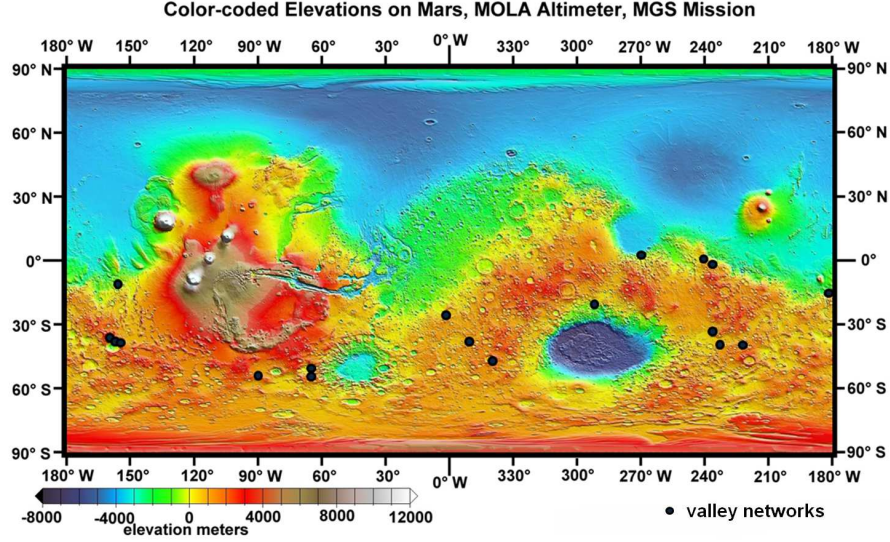 Color-coded Elevations on Mars, MOLA Altimeter, MGS Mission
180° W 150° 120° 90° W 60° 30° 0° W 330° 300° 270° W 240° 210° 180° W
90° N 90° N
60° N 60° N
30° N 30° N
0° 0°
30° S 30° S
60° S 60° S
90° S 90° S
180° W 150° 120° 90° W 60° 30° 0° W 330° 300° 270° W 240° 210° 180° W
-8000 -4000 0 4000 8000 12000
elevation meters
valley networks